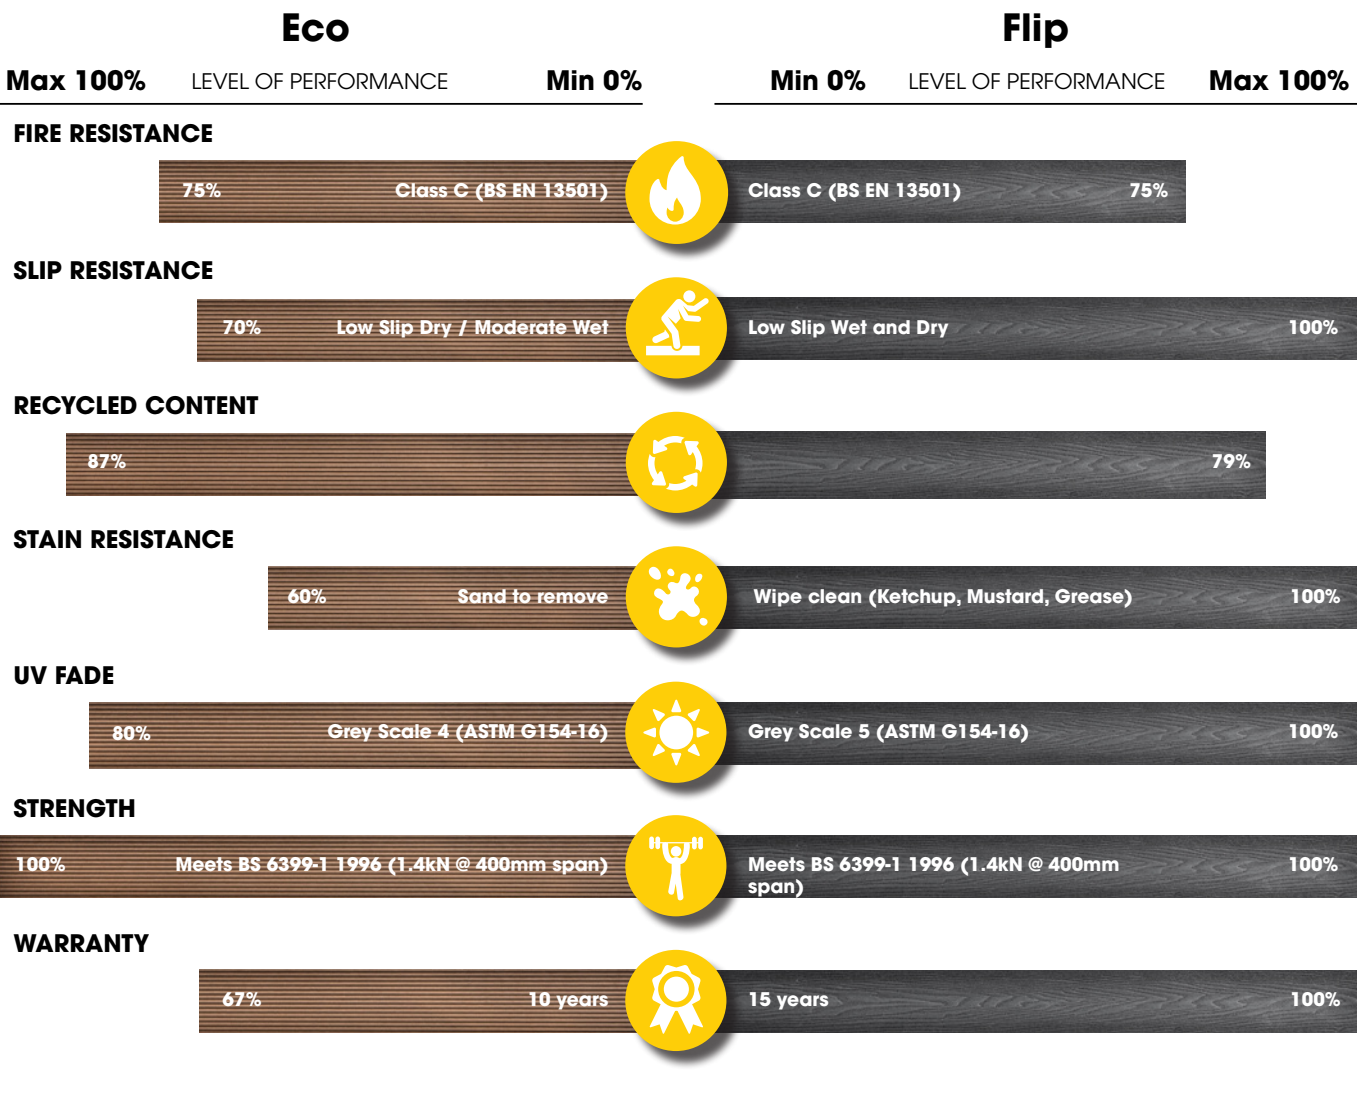 Eco
Flip
Max 100% LEVEL OF PERFORMANCE Min 0%
Min 0% LEVEL OF PERFORMANCE Max 100%
FIRE RESISTANCE
75% Class C (BS EN 13501)
Class C (BS EN 13501) 75%
SLIP RESISTANCE
70% Low Slip Dry / Moderate Wet
Low Slip Wet and Dry 100%
RECYCLED CONTENT
87%
79%
STAIN RESISTANCE
60% Sand to remove
Wipe clean (Ketchup, Mustard, Grease) 100%
UV FADE
80% Grey Scale 4 (ASTM G154-16)
Grey Scale 5 (ASTM G154-16) 100%
STRENGTH
100% Meets BS 6399-1 1996 (1.4kN @ 400mm span)
Meets BS 6399-1 1996 (1.4kN @ 400mm 100%
span)
WARRANTY
67% 10 years
15 years 100%